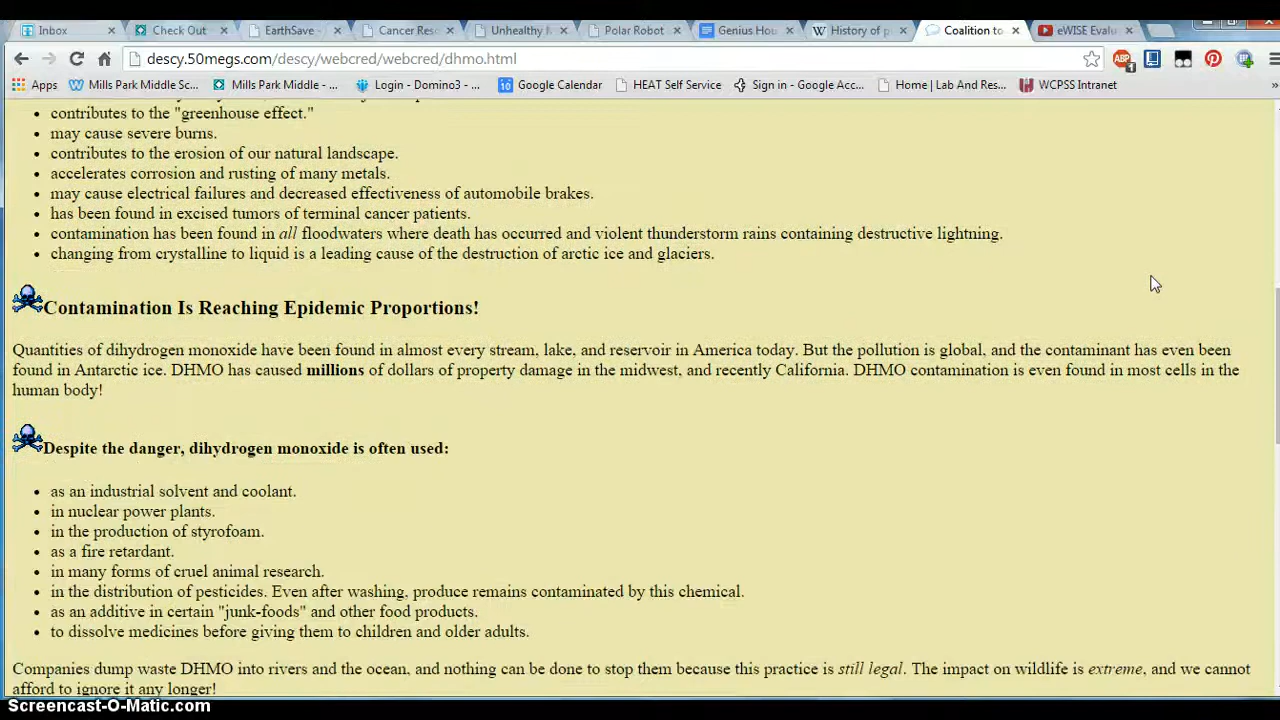 Inbox
Check Out
EarthSave -
Cancer Res
Unhealthy
Polar Robot
Genius Hou
History of p
Coalition to
eWISE Evalu
descy.50megs.com/descy/webcred/webcred/dhmo.html
ABP
1
Apps
Mills Park Middle Sc...
Mills Park Middle - ...
Login - Domino3 - ...
10
Google Calendar
HEAT Self Service
Sign in - Google Acc...
Home | Lab And Res...
WCPSS Intranet
»
contributes to the "greenhouse effect."
may cause severe burns.
contributes to the erosion of our natural landscape.
accelerates corrosion and rusting of many metals.
may cause electrical failures and decreased effectiveness of automobile brakes.
has been found in excised tumors of terminal cancer patients.
contamination has been found in all floodwaters where death has occurred and violent thunderstorm rains containing destructive lightning.
changing from crystalline to liquid is a leading cause of the destruction of arctic ice and glaciers.
Contamination Is Reaching Epidemic Proportions!
Quantities of dihydrogen monoxide have been found in almost every stream, lake, and reservoir in America today. But the pollution is global, and the contaminant has even been
found in Antarctic ice. DHMO has caused millions of dollars of property damage in the midwest, and recently California. DHMO contamination is even found in most cells in the
human body!
Despite the danger, dihydrogen monoxide is often used:
as an industrial solvent and coolant.
in nuclear power plants.
in the production of styrofoam.
as a fire retardant.
in many forms of cruel animal research.
in the distribution of pesticides. Even after washing, produce remains contaminated by this chemical.
as an additive in certain "junk-foods" and other food products.
to dissolve medicines before giving them to children and older adults.
Companies dump waste DHMO into rivers and the ocean, and nothing can be done to stop them because this practice is still legal. The impact on wildlife is extreme, and we cannot
afford to ignore it any longer!
Screencast-O-Matic.com